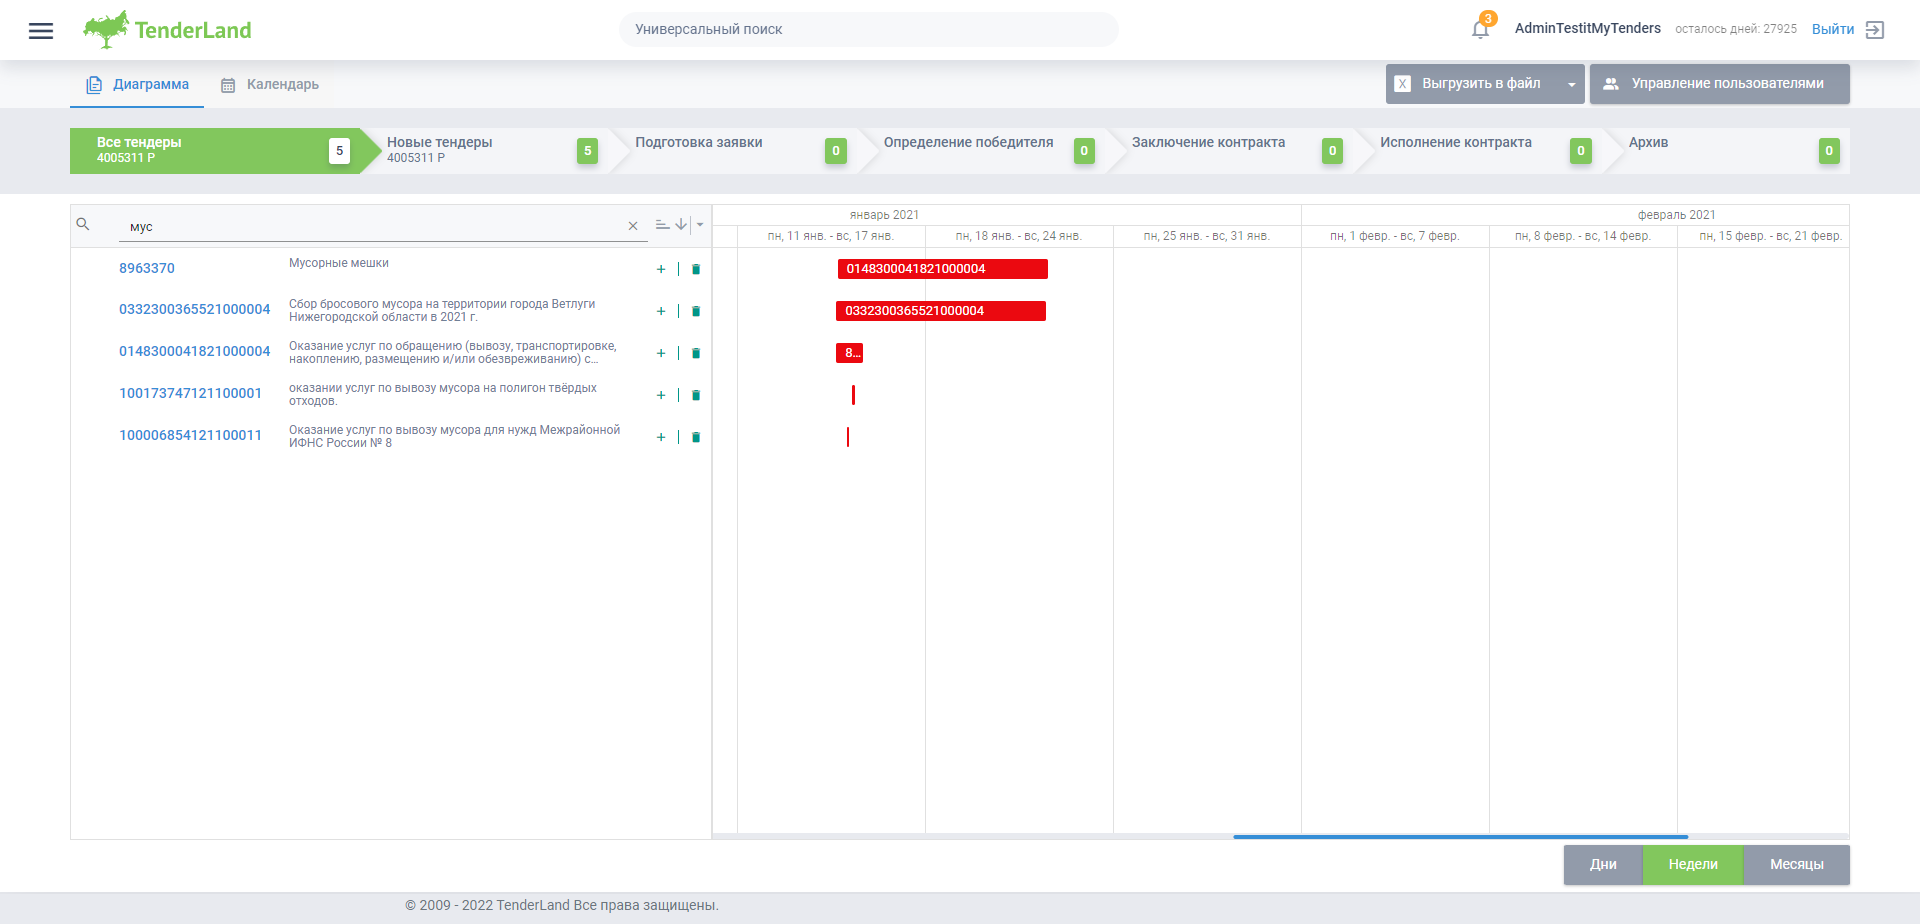 TenderLand
Универсальный поиск
3
AdminTestitMyTenders
осталось дней: 27925
Выйти
Диаграмма
Календарь
X Выгрузить в файл
Управление пользователями
Все тендеры
4005311 Р
5
Новые тендеры
4005311 Р
5
Подготовка заявки
0
Определение победителя
0
Заключение контракта
0
Исполнение контракта
0
Архив
0
мус
январь 2021
февраль 2021
пн, 11 янв. - вс, 17 янв.
пн, 18 янв. - вс, 24 янв.
пн, 25 янв. - вс, 31 янв.
пн, 1 февр. - вс, 7 февр.
пн, 8 февр. - вс, 14 февр.
пн, 15 февр. - вс, 21 февр.
8963370
Мусорные мешки
0148300041821000004
0332300365521000004
Сбор бросового мусора на территории города Ветлуги
Нижегородской области в 2021 г.
0332300365521000004
0148300041821000004
Оказание услуг по обращению (вывозу, транспортировке,
накоплению, размещению и/или обезвреживанию) с...
8...
100173747121100001
оказании услуг по вывозу мусора на полигон твёрдых
отходов.
100006854121100011
Оказание услуг по вывозу мусора для нужд Межрайонной
ИФНС России № 8
Дни
Недели
Месяцы
© 2009 - 2022 TenderLand Все права защищены.